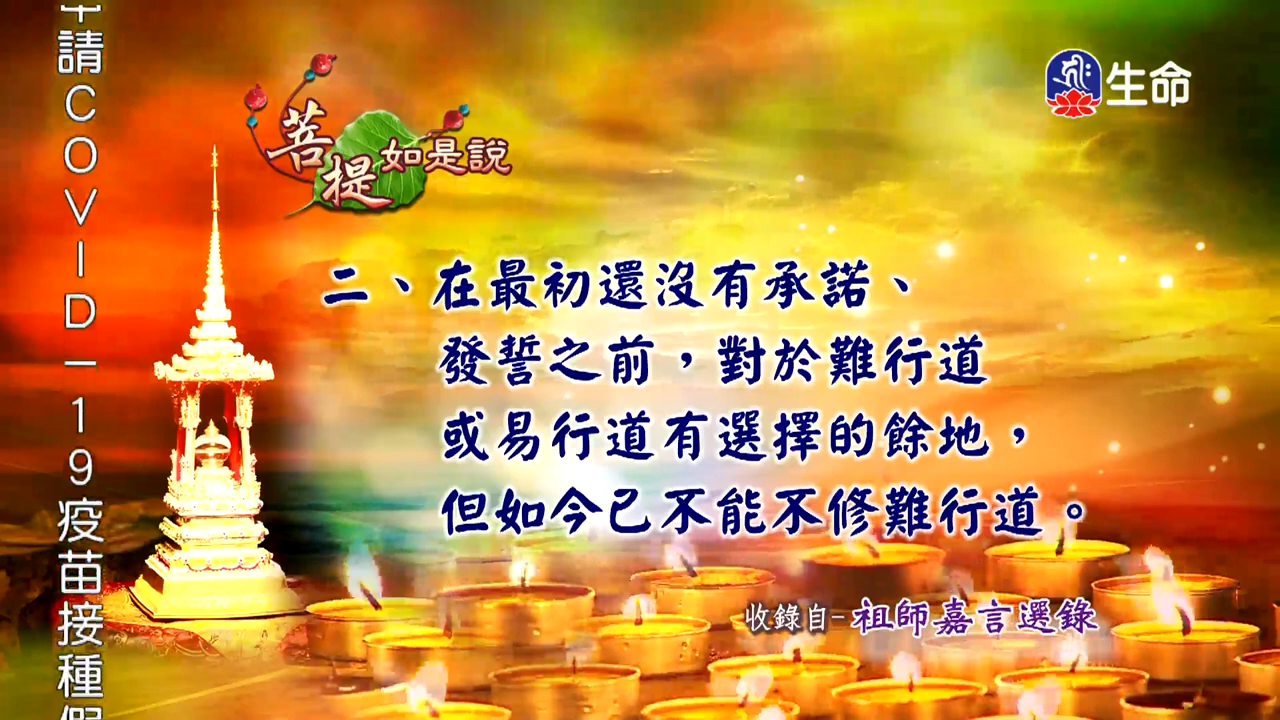 請COVID-19疫苗接種
菩提如是說
生命
二、在最初還沒有承諾、
發誓之前，對於難行道
或易行道有選擇的餘地，
但如今已不能不修難行道。
收錄自-祖師嘉言選錄